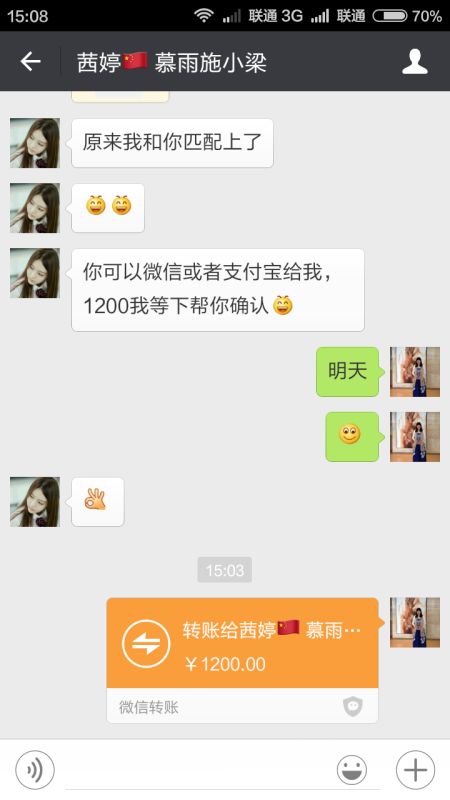 15:08 联通 3G 联通 70%
茜婷🇨🇳 慕雨施小梁
原来我和你匹配上了
你可以微信或者支付宝给我，
1200我等下帮你确认
明天
15:03
转账给茜婷🇨🇳 慕雨…
￥1200.00
微信转账